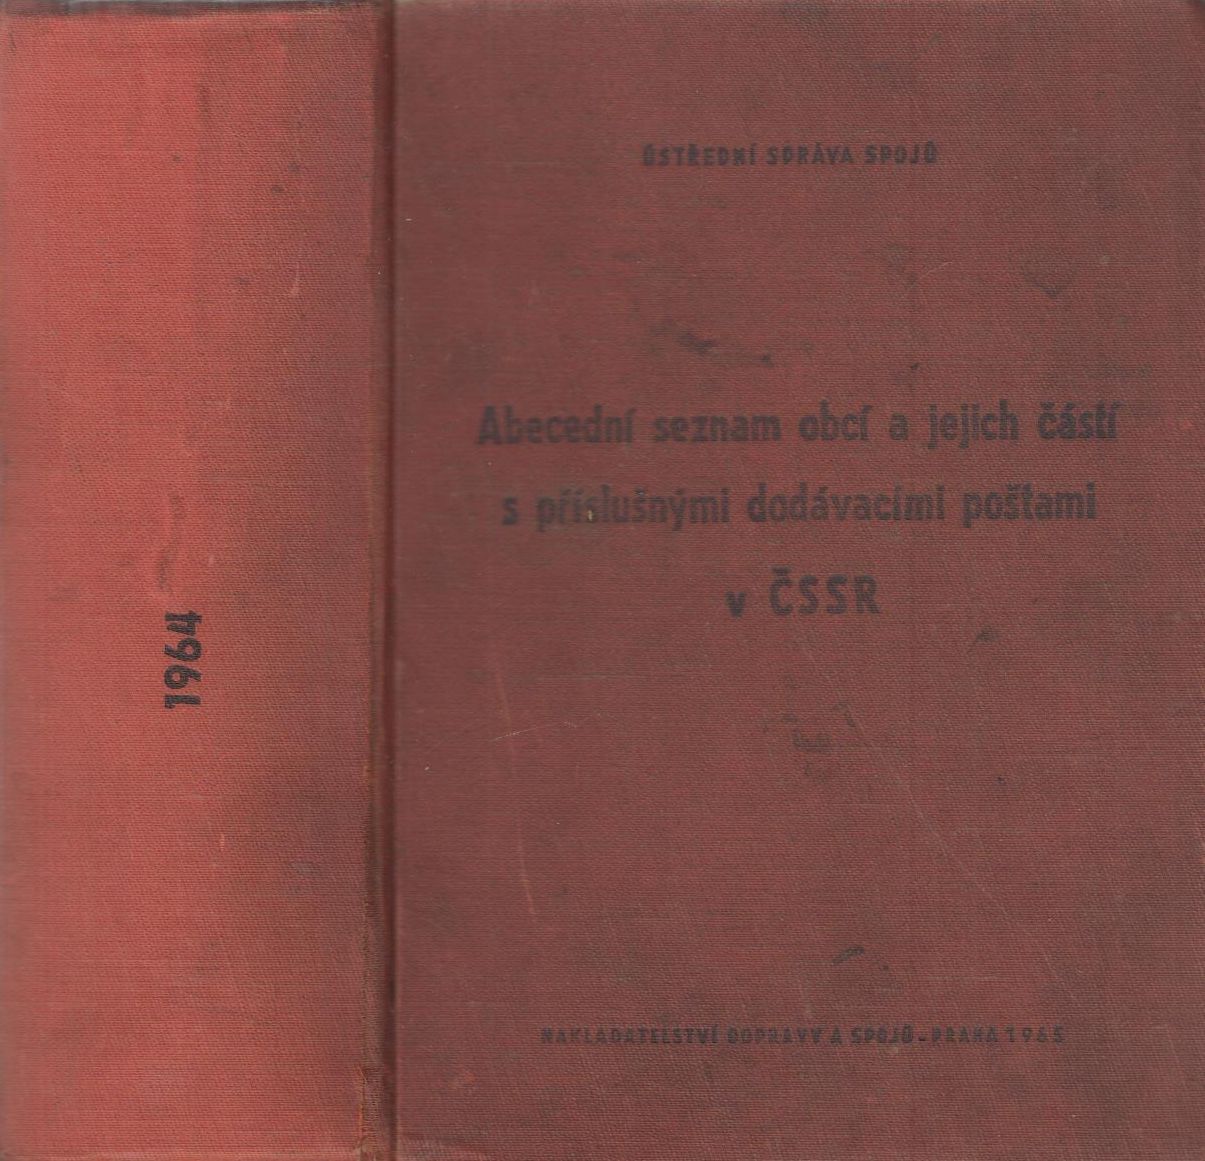 1964
ÚSTŘEDNÍ SPRÁVA SPOJŮ
Abecední seznam obcí a jejich částí
s příslušnými dodávacími poštami
v ČSSR
NAKLADATELSTVÍ DOPRAVY A SPOJŮ - PRAHA 1965